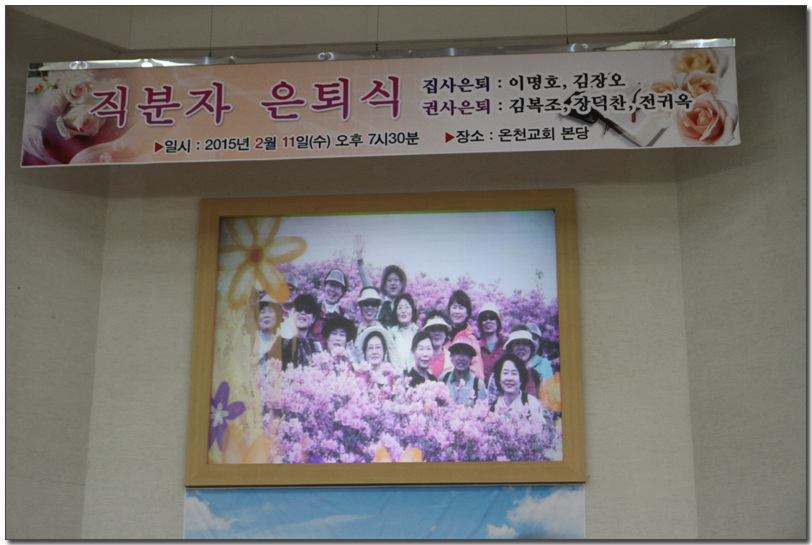 직분자 은퇴식
집사은퇴 : 이명호, 김장오
권사은퇴 : 김복조, 장덕찬, 전귀옥
▶일시 : 2015년 2월 11일(수) 오후 7시30분 ▶장소 : 온천교회 본당